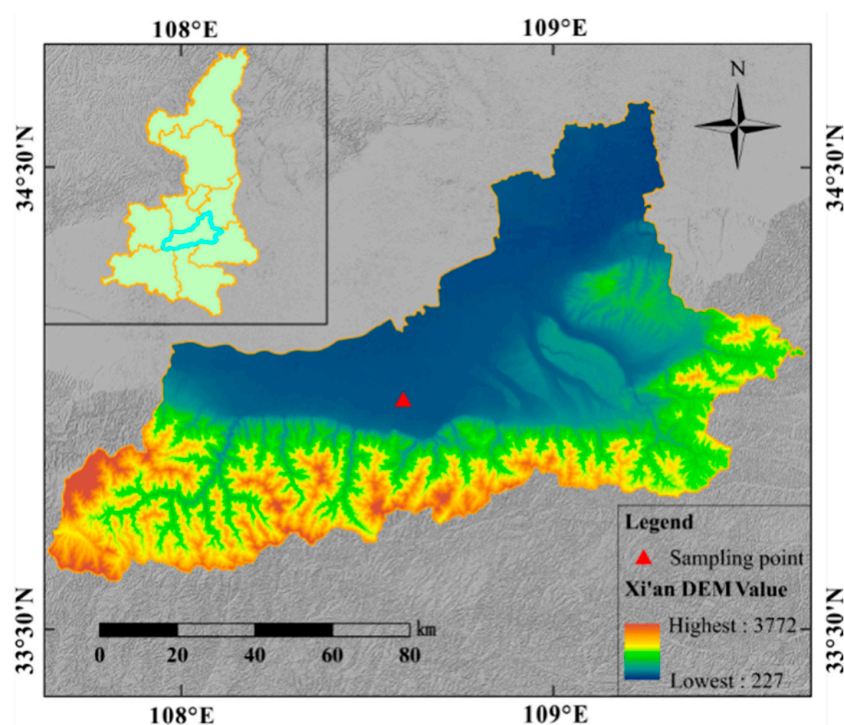 108°E 109°E
N
34°30'N 34°30'N
Legend
Sampling point
Xi'an DEM Value
Highest : 3772
Lowest : 227
33°30'N 33°30'N
km
0 20 40 60 80
108°E 109°E